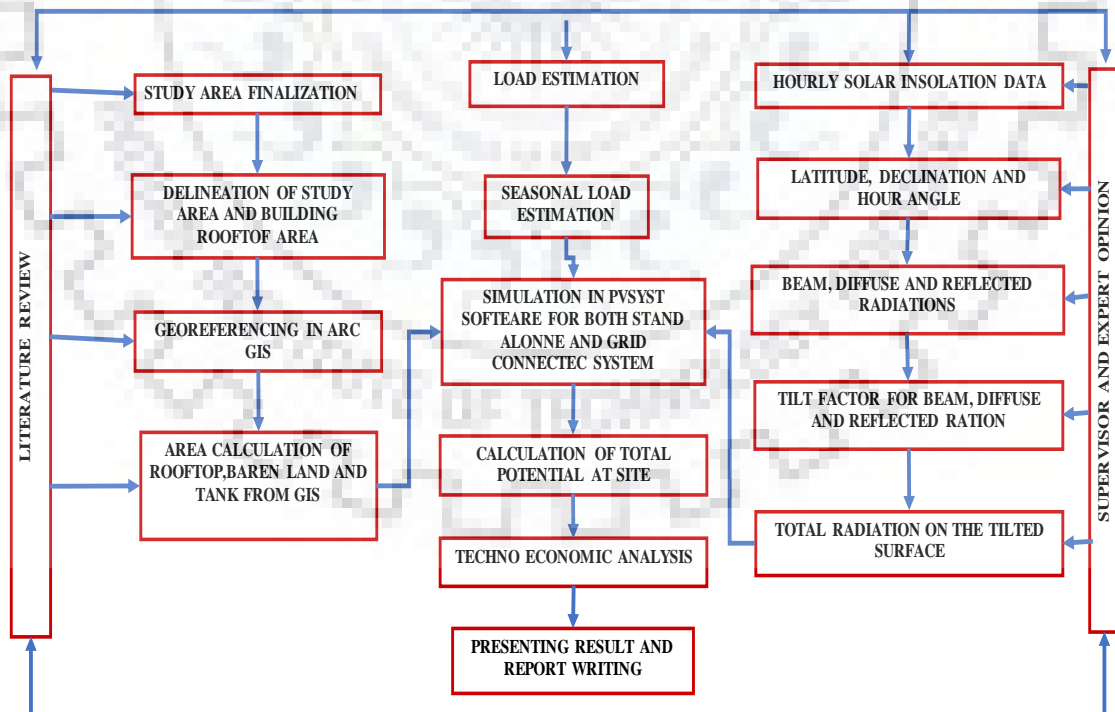 LITERATURE REVIEW
STUDY AREA FINALIZATION
DELINEATION OF STUDY
AREA AND BUILDING
ROOFTOF AREA
GEOREFERENCING IN ARC
GIS
AREA CALCULATION OF
ROOFTOP,BAREN LAND AND
TANK FROM GIS
LOAD ESTIMATION
SEASONAL LOAD
ESTIMATION
SIMULATION IN PVSYST
SOFTEARE FOR BOTH STAND
ALONNE AND GRID
CONNECTEC SYSTEM
CALCULATION OF TOTAL
POTENTIAL AT SITE
TECHNO ECONOMIC ANALYSIS
PRESENTING RESULT AND
REPORT WRITING
HOURLY SOLAR INSOLATION DATA
LATITUDE, DECLINATION AND
HOUR ANGLE
BEAM, DIFFUSE AND REFLECTED
RADIATIONS
TILT FACTOR FOR BEAM, DIFFUSE
AND REFLECTED RATION
TOTAL RADIATION ON THE TILTED
SURFACE
SUPERVISOR AND EXPERT OPINION